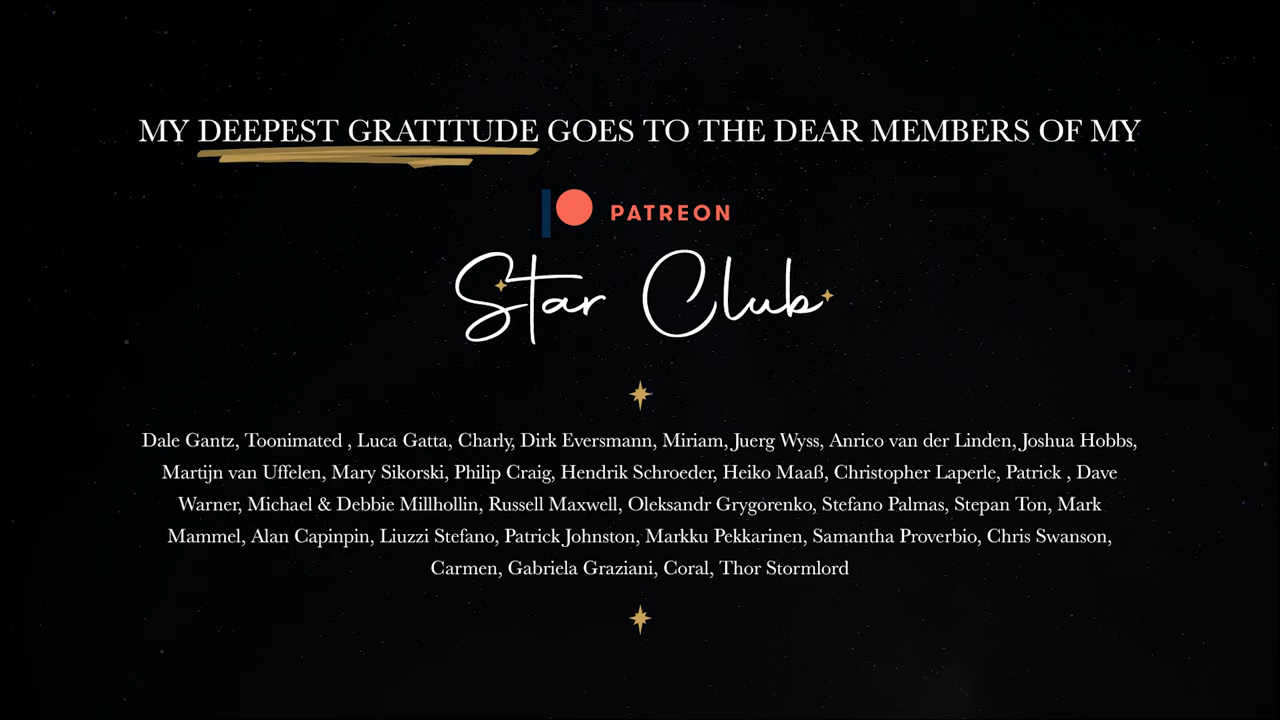 MY DEEPEST GRATITUDE GOES TO THE DEAR MEMBERS OF MY
PATREON
Star Club
Dale Gantz, Toonimated , Luca Gatta, Charly, Dirk Eversmann, Miriam, Juerg Wyss, Anrico van der Linden, Joshua Hobbs,
Martijn van Uffelen, Mary Sikorski, Philip Craig, Hendrik Schroeder, Heiko Maaß, Christopher Laperle, Patrick , Dave
Warner, Michael & Debbie Millhollin, Russell Maxwell, Oleksandr Grygorenko, Stefano Palmas, Stepan Ton, Mark
Mammel, Alan Capinpin, Liuzzi Stefano, Patrick Johnston, Markku Pekkarinen, Samantha Proverbio, Chris Swanson,
Carmen, Gabriela Graziani, Coral, Thor Stormlord